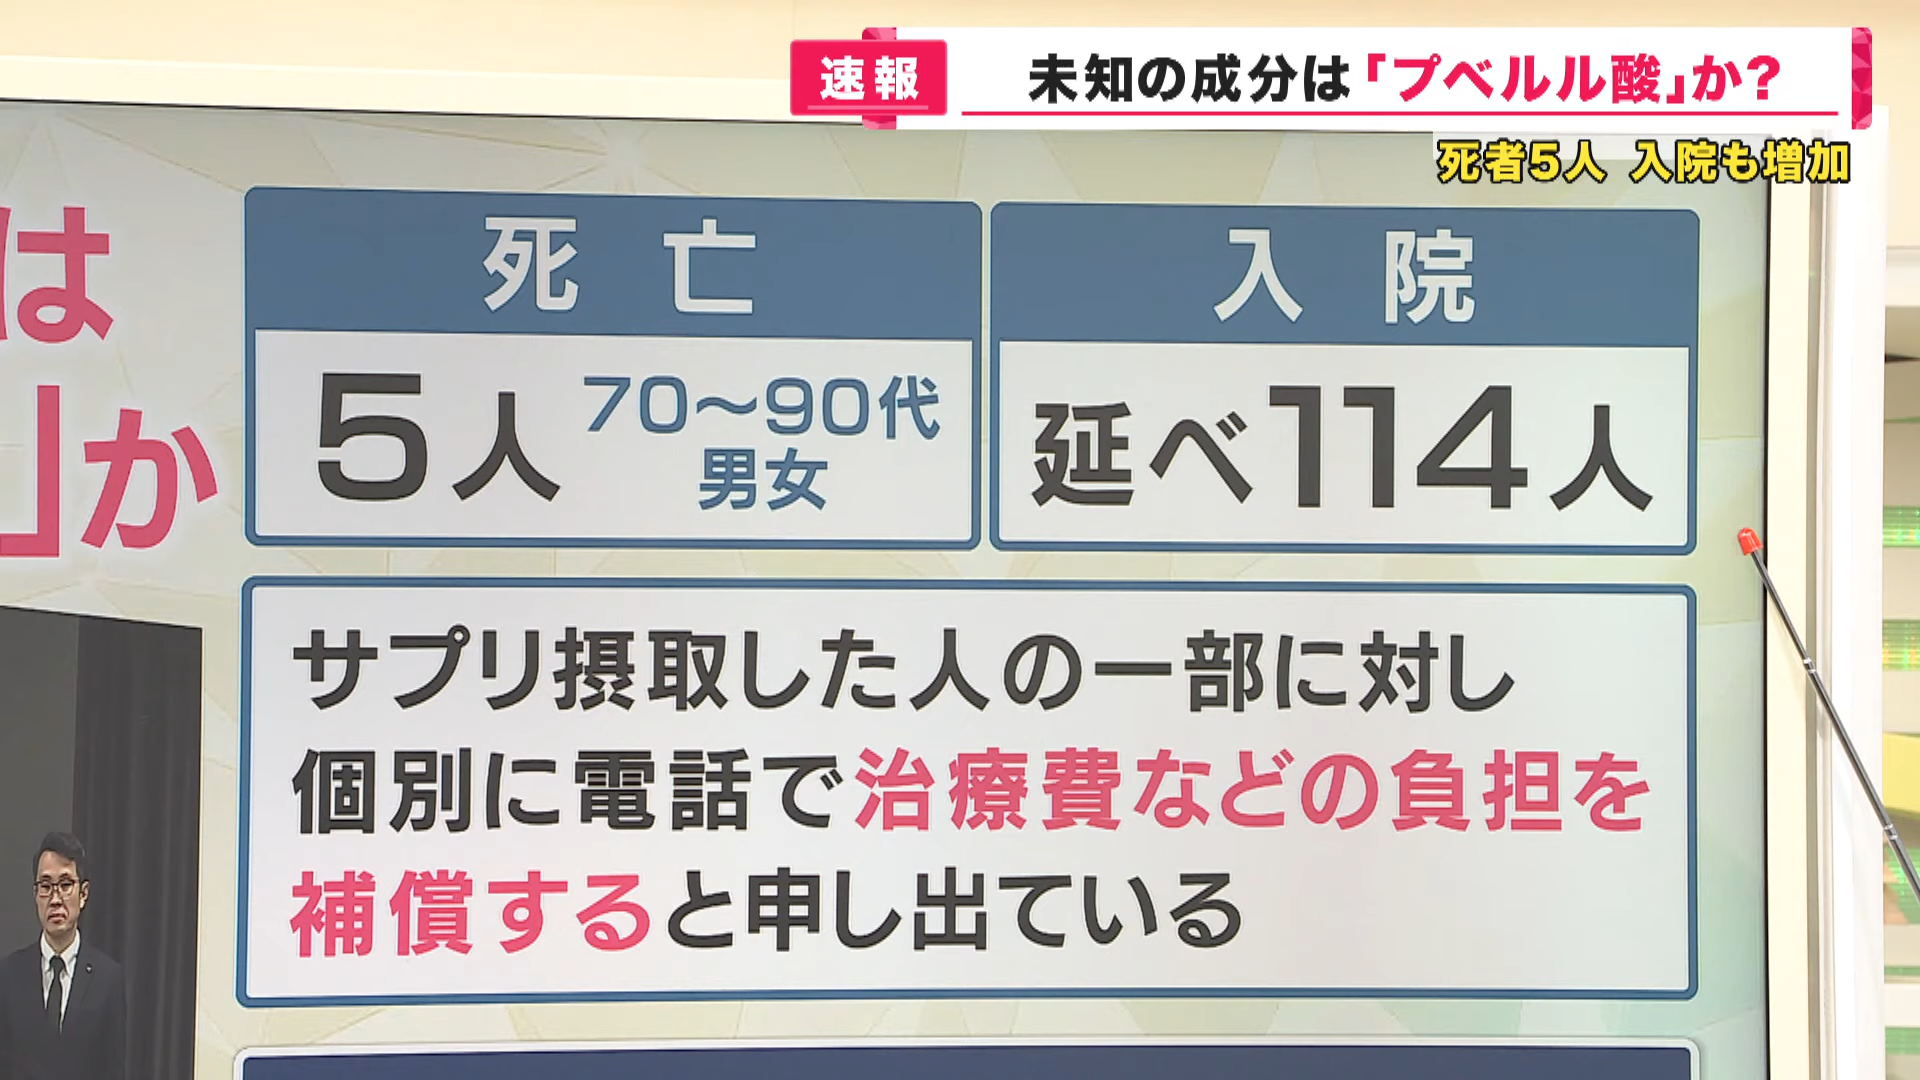 速報
未知の成分は「プベルル酸」か？
死者5人 入院も増加
は
」か
死亡
5人 70〜90代
男女
入院
延べ114人
サプリ摂取した人の一部に対し
個別に電話で治療費などの負担を
補償すると申し出ている